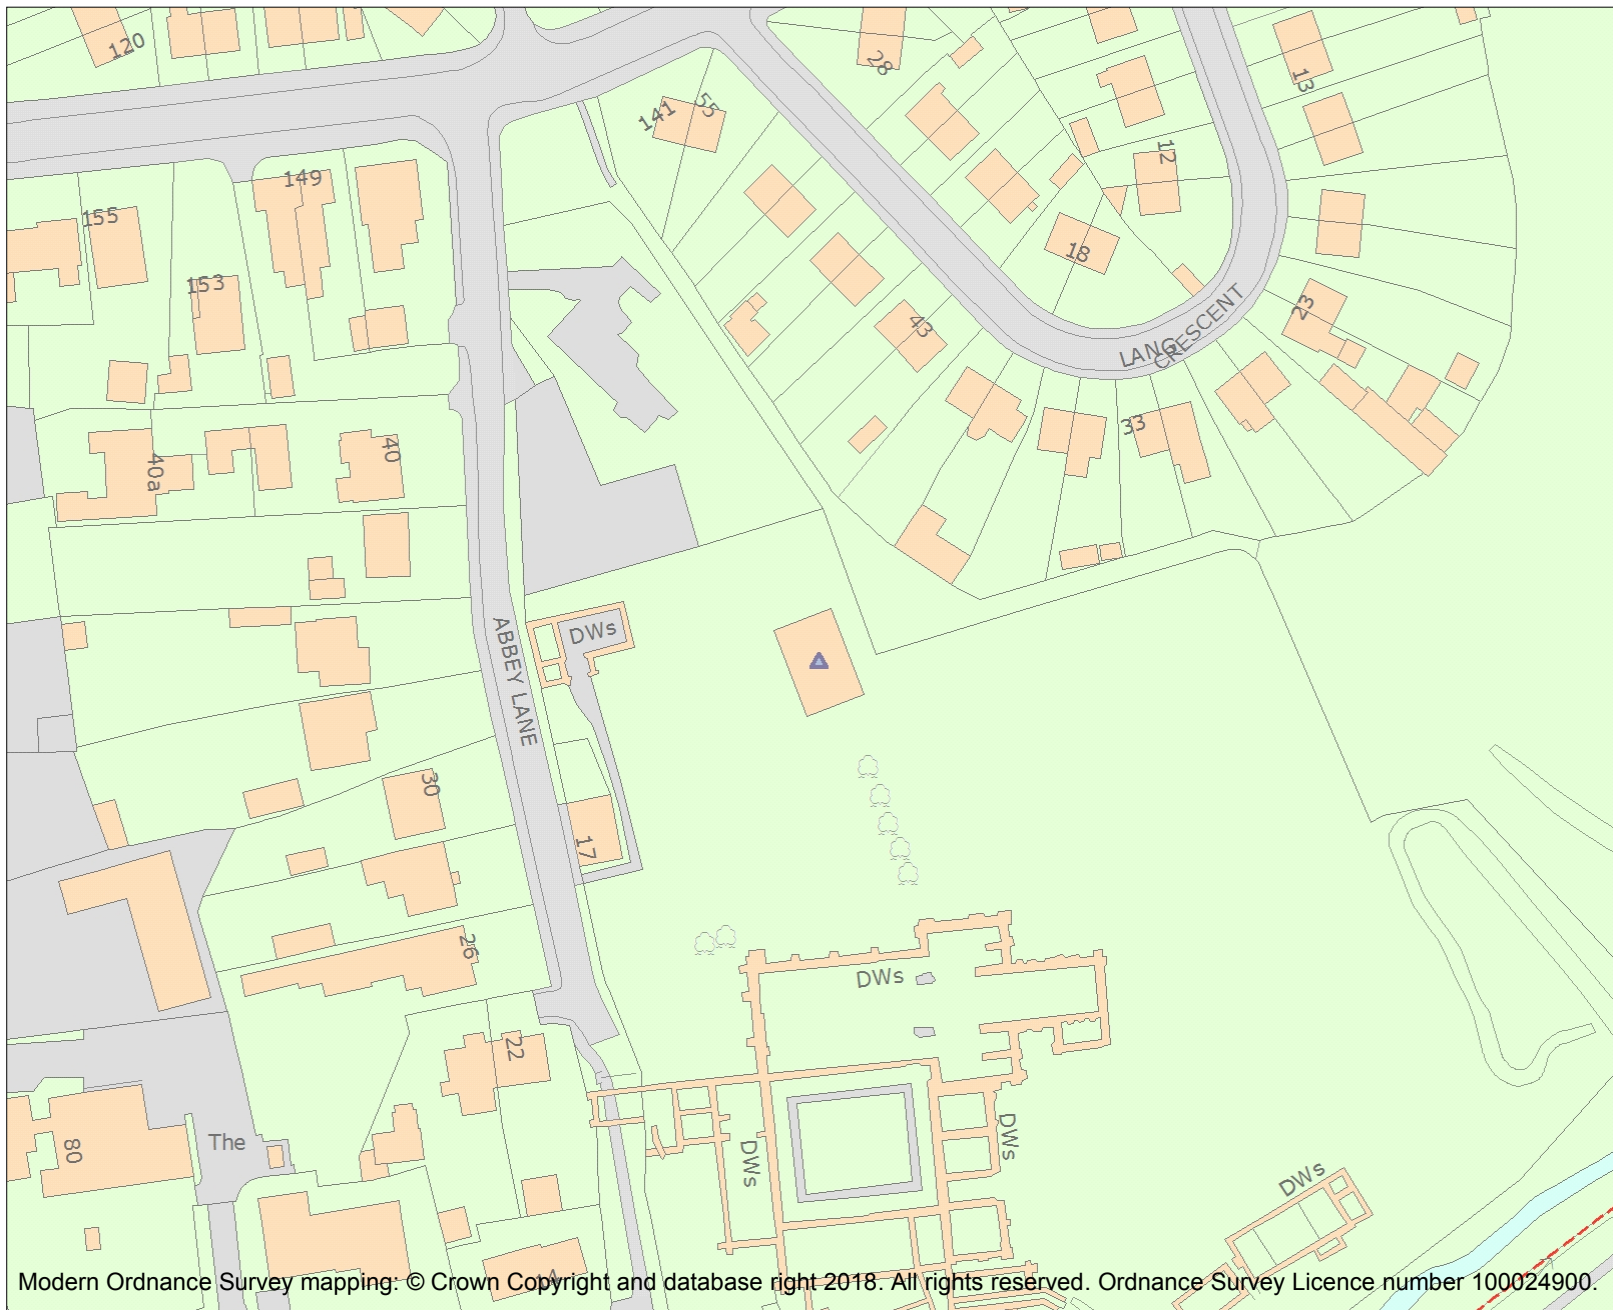 120
28
13
141
55
149
12
155
18
153
23
43
LANG
CRESCENT
33
40
40a
DWs
ABBEY LANE
30
17
26
DWs
22
DWs
The
80
DWs
DWs
14
Modern Ordnance Survey mapping: © Crown Copyright and database right 2018. All rights reserved. Ordnance Survey Licence number 100024900.